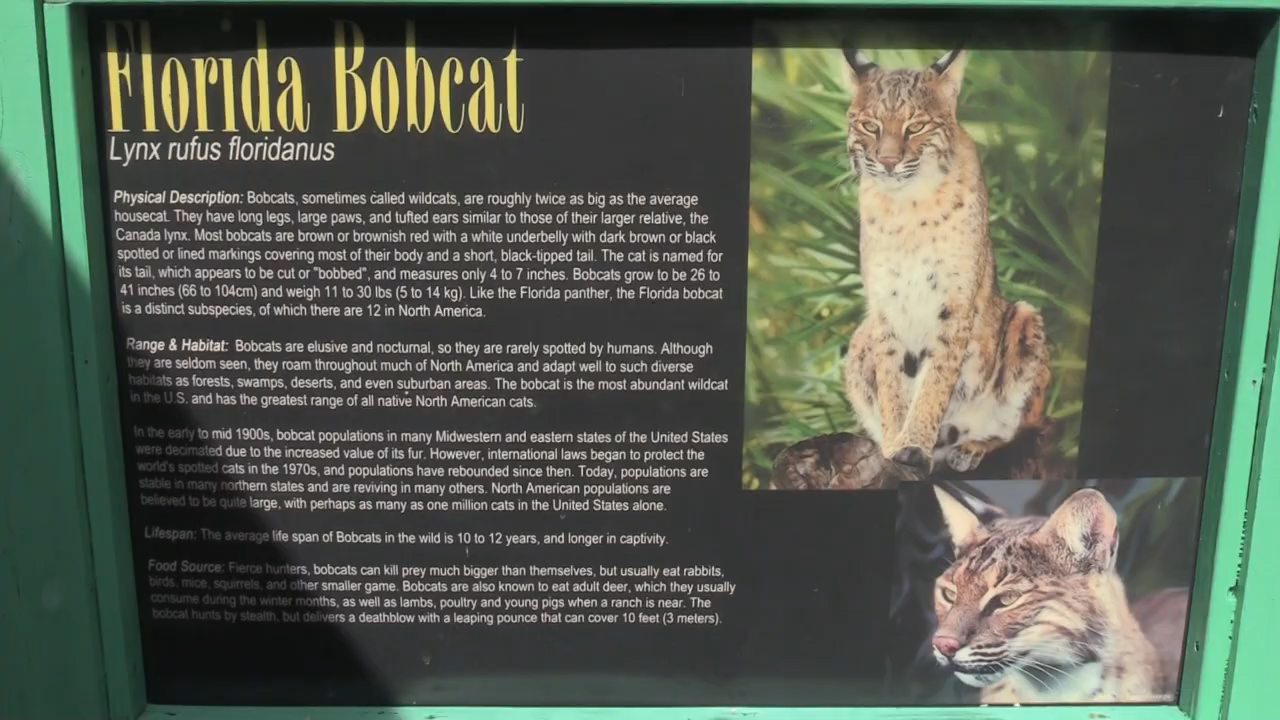 Florida Bobcat
Lynx rufus floridanus
Physical Description: Bobcats, sometimes called wildcats, are roughly twice as big as the average
housecat. They have long legs, large paws, and tufted ears similar to those of their larger relative, the
Canada lynx. Most bobcats are brown or brownish red with a white underbelly with dark brown or black
spotted or lined markings covering most of their body and a short, black-tipped tail. The cat is named for
its tail, which appears to be cut or "bobbed", and measures only 4 to 7 inches. Bobcats grow to be 26 to
41 inches (66 to 104cm) and weigh 11 to 30 lbs (5 to 14 kg). Like the Florida panther, the Florida bobcat
is a distinct subspecies, of which there are 12 in North America.
Range & Habitat: Bobcats are elusive and nocturnal, so they are rarely spotted by humans. Although
they are seldom seen, they roam throughout much of North America and adapt well to such diverse
habitats as forests, swamps, deserts, and even suburban areas. The bobcat is the most abundant wildcat
in the U.S. and has the greatest range of all native North American cats.
In the early to mid 1900s, bobcat populations in many Midwestern and eastern states of the United States
were decimated due to the increased value of its fur. However, international laws began to protect the
world's spotted cats in the 1970s, and populations have rebounded since then. Today, populations are
stable in many northern states and are reviving in many others. North American populations are
believed to be quite large, with perhaps as many as one million cats in the United States alone.
Lifespan: The average life span of Bobcats in the wild is 10 to 12 years, and longer in captivity.
Food Source: Fierce hunters, bobcats can kill prey much bigger than themselves, but usually eat rabbits,
birds, mice, squirrels, and other smaller game. Bobcats are also known to eat adult deer, which they usually
consume during the winter months, as well as lambs, poultry and young pigs when a ranch is near. The
bobcat hunts by stealth, but delivers a deathblow with a leaping pounce that can cover 10 feet (3 meters).